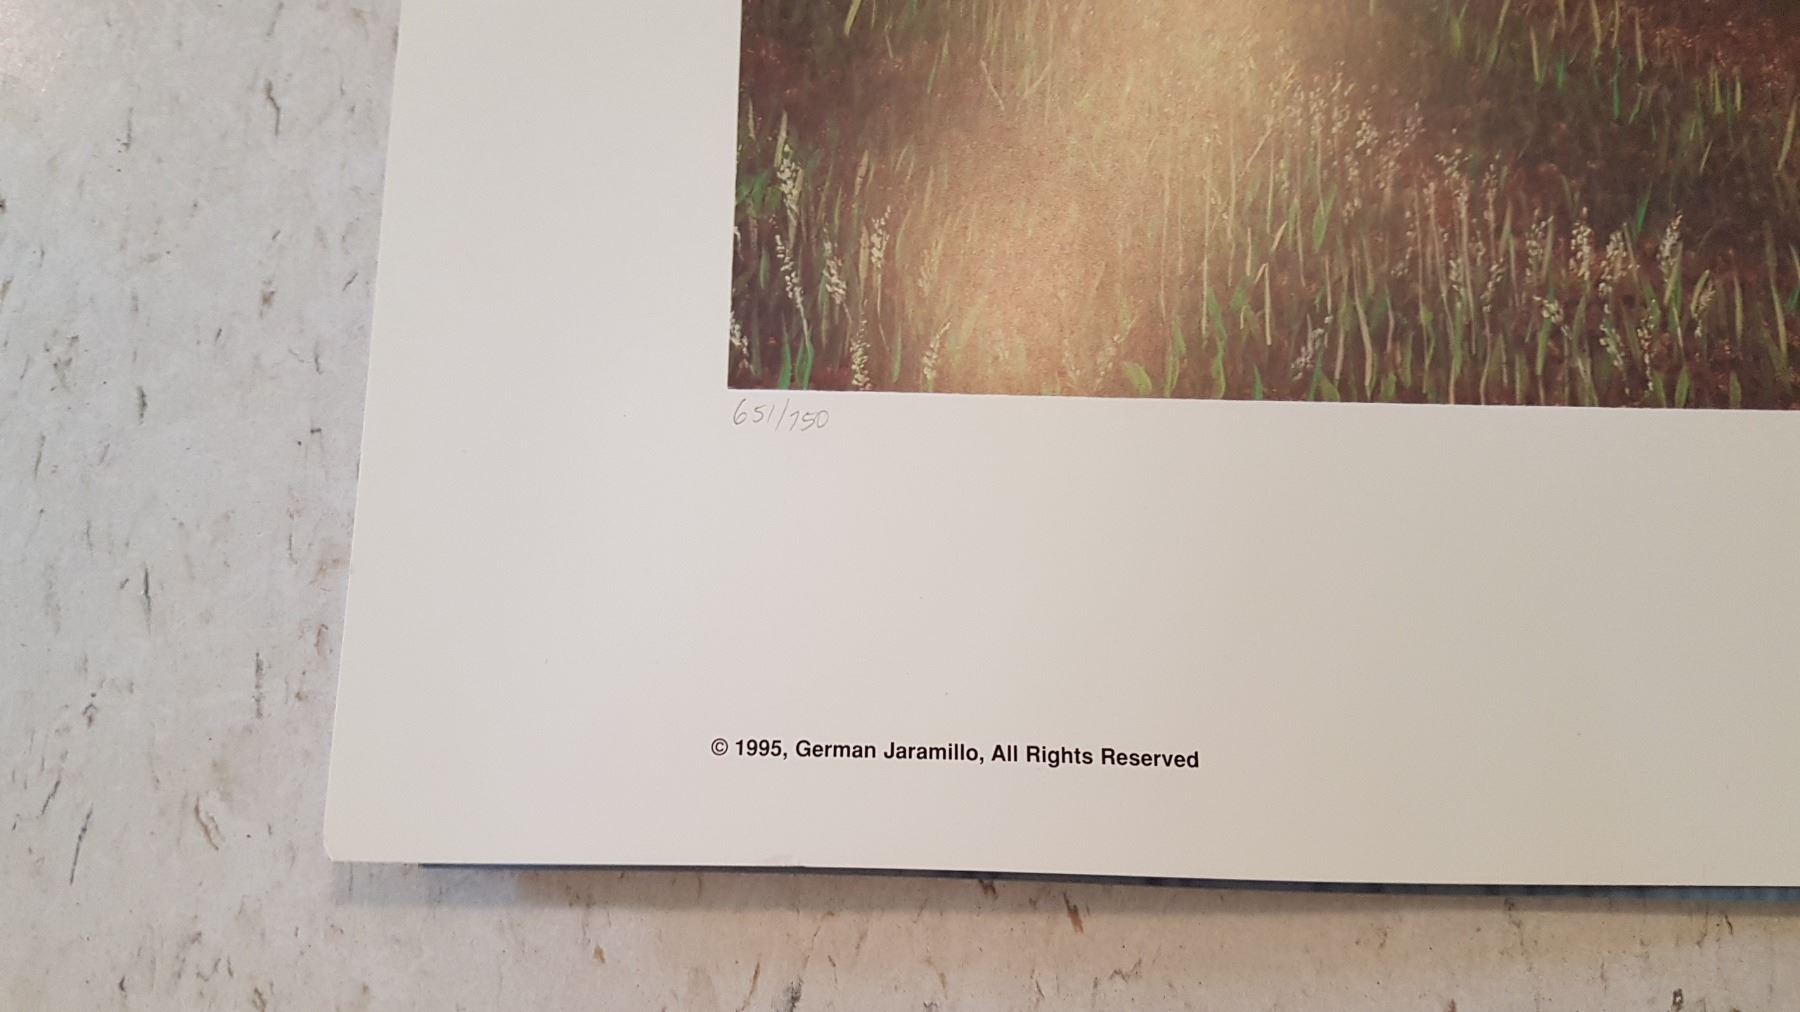 651/750
© 1995, German Jaramillo, All Rights Reserved